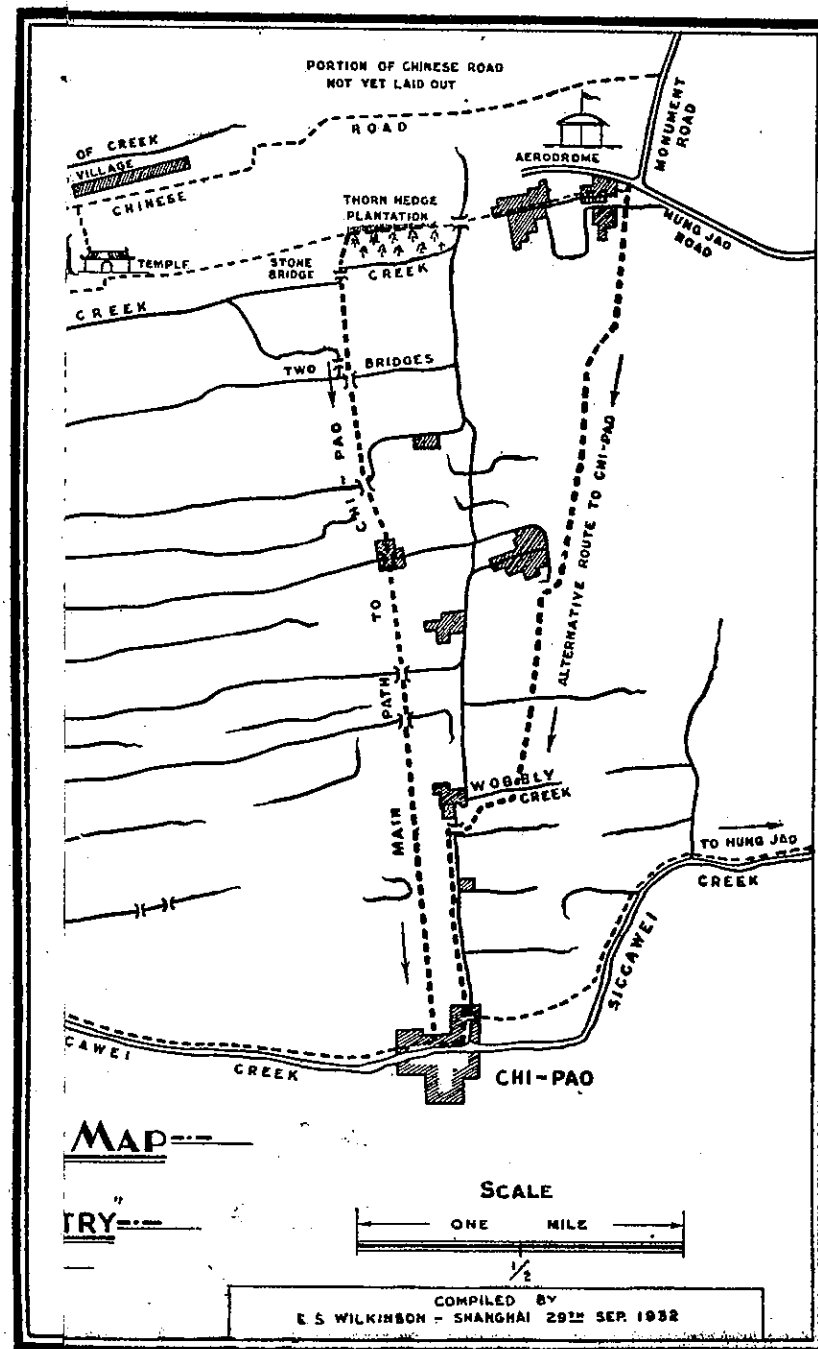 PORTION OF CHINESE ROAD
NOT YET LAID OUT
ROAD
MONUMENT
ROAD
OF CREEK
VILLAGE
AERODROME
CHINESE
THORN HEDGE
PLANTATION
HUNG JAO
ROAD
TEMPLE
STONE
BRIDGE
CREEK
CREEK
TWO BRIDGES
MAIN PATH TO CHI-PAO
ALTERNATIVE ROUTE TO CHI-PAO
WOBBLY
CREEK
TO HUNG JAO
CREEK
SICCAWEI
CAWEI
CREEK
CHI-PAO
MAP
TRY"
SCALE
ONE MILE
1/2
COMPILED BY
E.S WILKINSON - SHANGHAI 29TH SEP. 1932